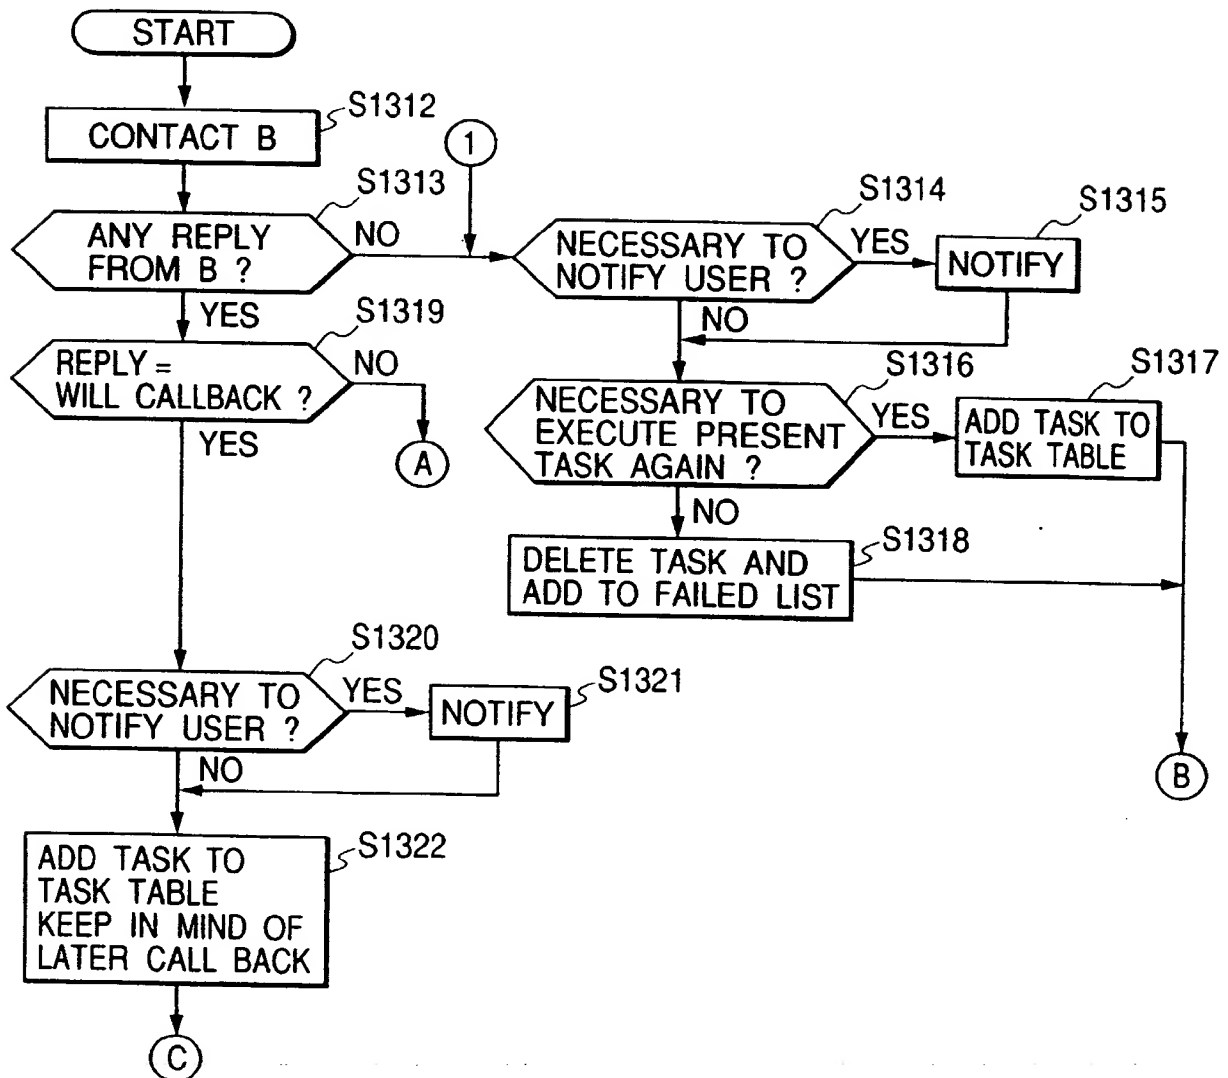 START
CONTACT B
S1312
1
ANY REPLY
FROM B ?
S1313
NO
YES
NECESSARY TO
NOTIFY USER ?
S1314
YES
NO
NOTIFY
S1315
REPLY =
WILL CALLBACK ?
S1319
NO
YES
A
NECESSARY TO
EXECUTE PRESENT
TASK AGAIN ?
S1316
YES
NO
ADD TASK TO
TASK TABLE
S1317
DELETE TASK AND
ADD TO FAILED LIST
S1318
B
NECESSARY TO
NOTIFY USER ?
S1320
YES
NO
NOTIFY
S1321
ADD TASK TO
TASK TABLE
KEEP IN MIND OF
LATER CALL BACK
S1322
C